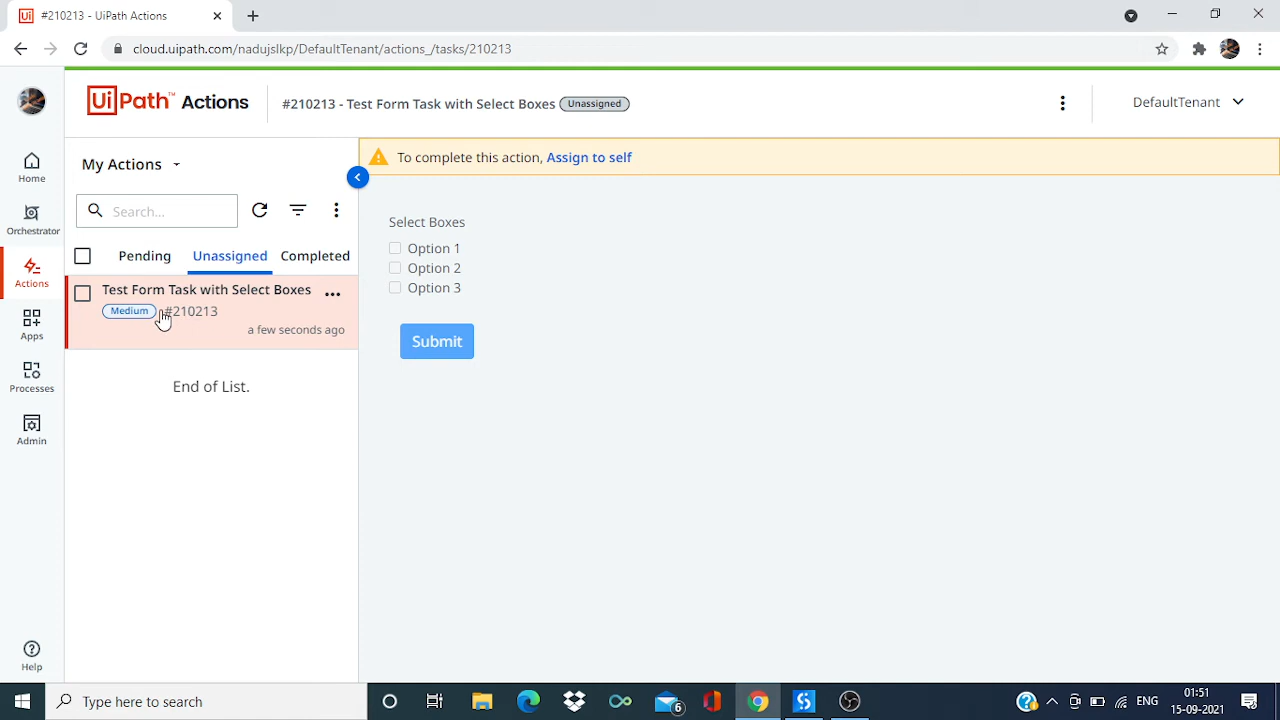 #210213 - UiPath Actions
cloud.uipath.com/nadujslkp/DefaultTenant/actions_/tasks/210213
UiPath™ Actions
#210213 - Test Form Task with Select Boxes Unassigned
DefaultTenant
Home
Orchestrator
Actions
Apps
Processes
Admin
Help
My Actions
Search...
Pending Unassigned Completed
Test Form Task with Select Boxes ...
Medium #210213
a few seconds ago
End of List.
To complete this action, Assign to self
Select Boxes
Option 1
Option 2
Option 3
Submit
Type here to search
6
ENG
01:51
15-09-2021